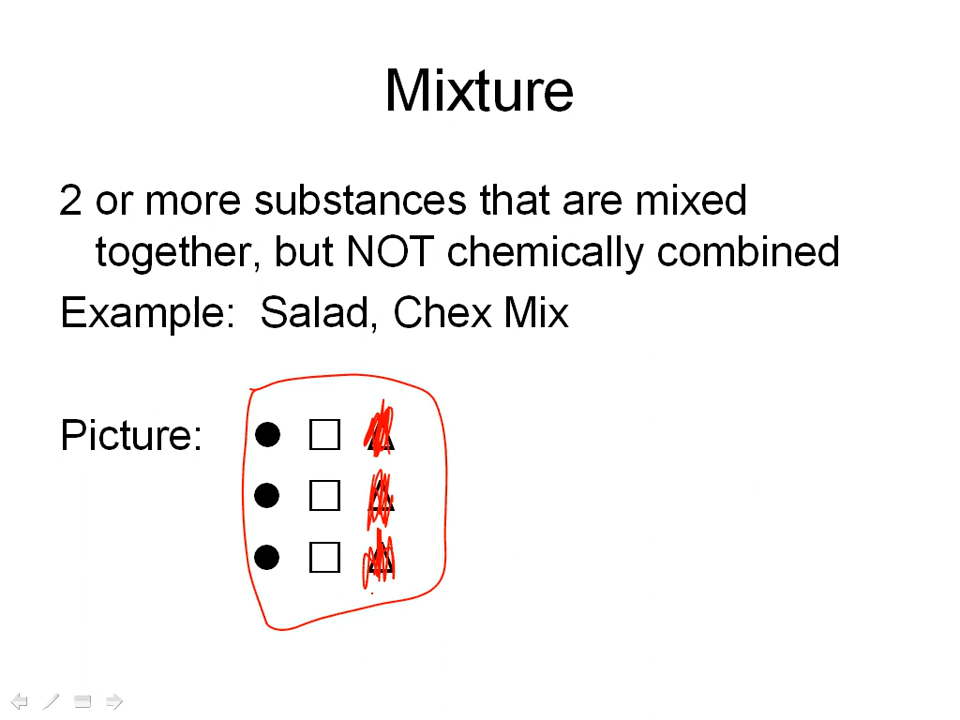 Mixture
2 or more substances that are mixed
together, but NOT chemically combined
Example: Salad, Chex Mix
Picture: